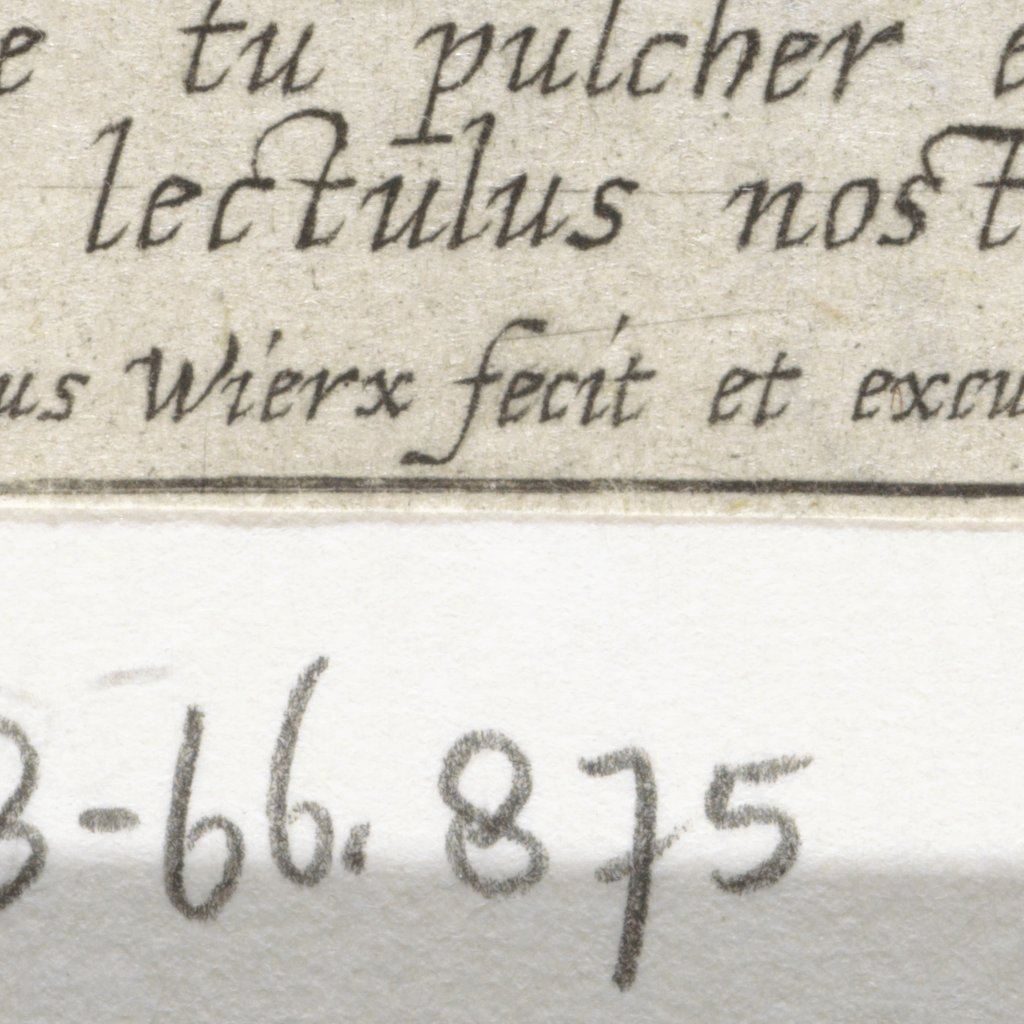 e tu pulcher e
lectulus nost
us Wierx fecit et excu
3-66.875